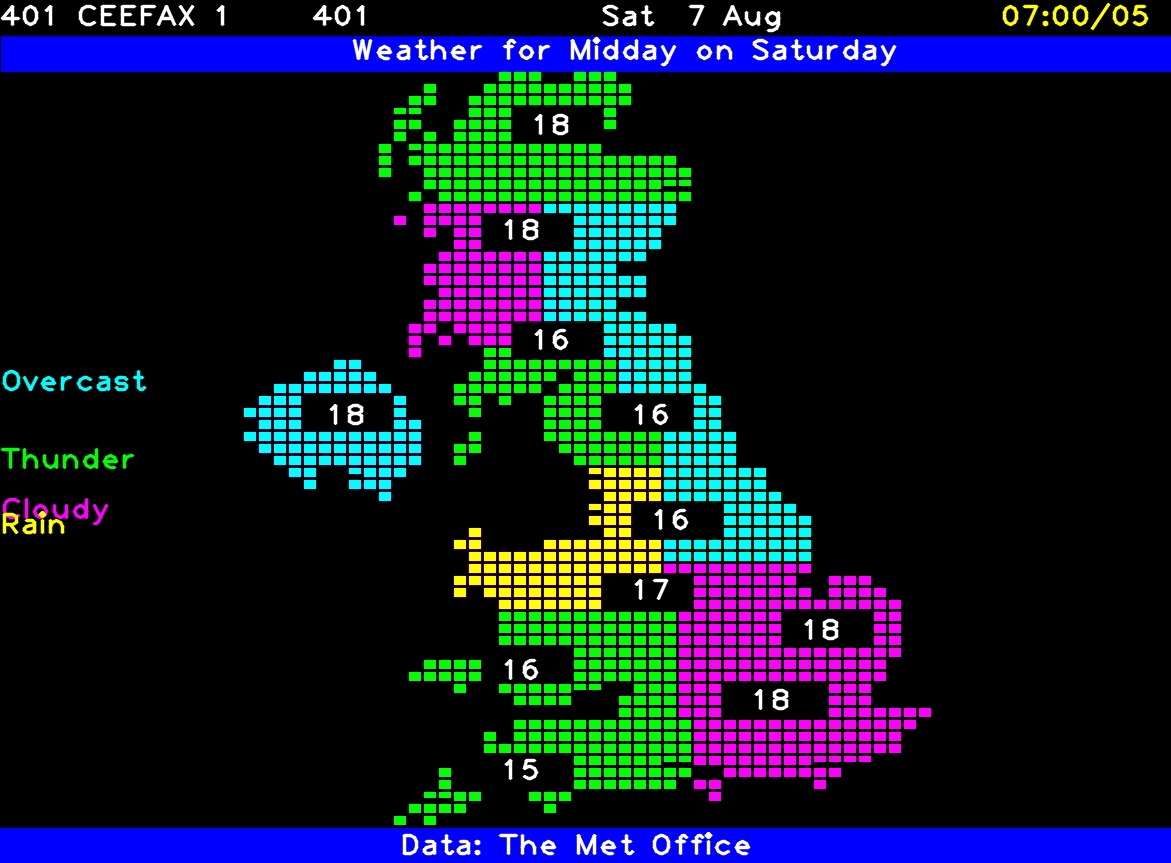 401 CEEFAX 1 401 Sat 7 Aug 07:00/05
Weather for Midday on Saturday
18
18
16
Overcast
18
16
Thunder
Cloudy
Rain
16
17
18
16
18
15
Data: The Met Office